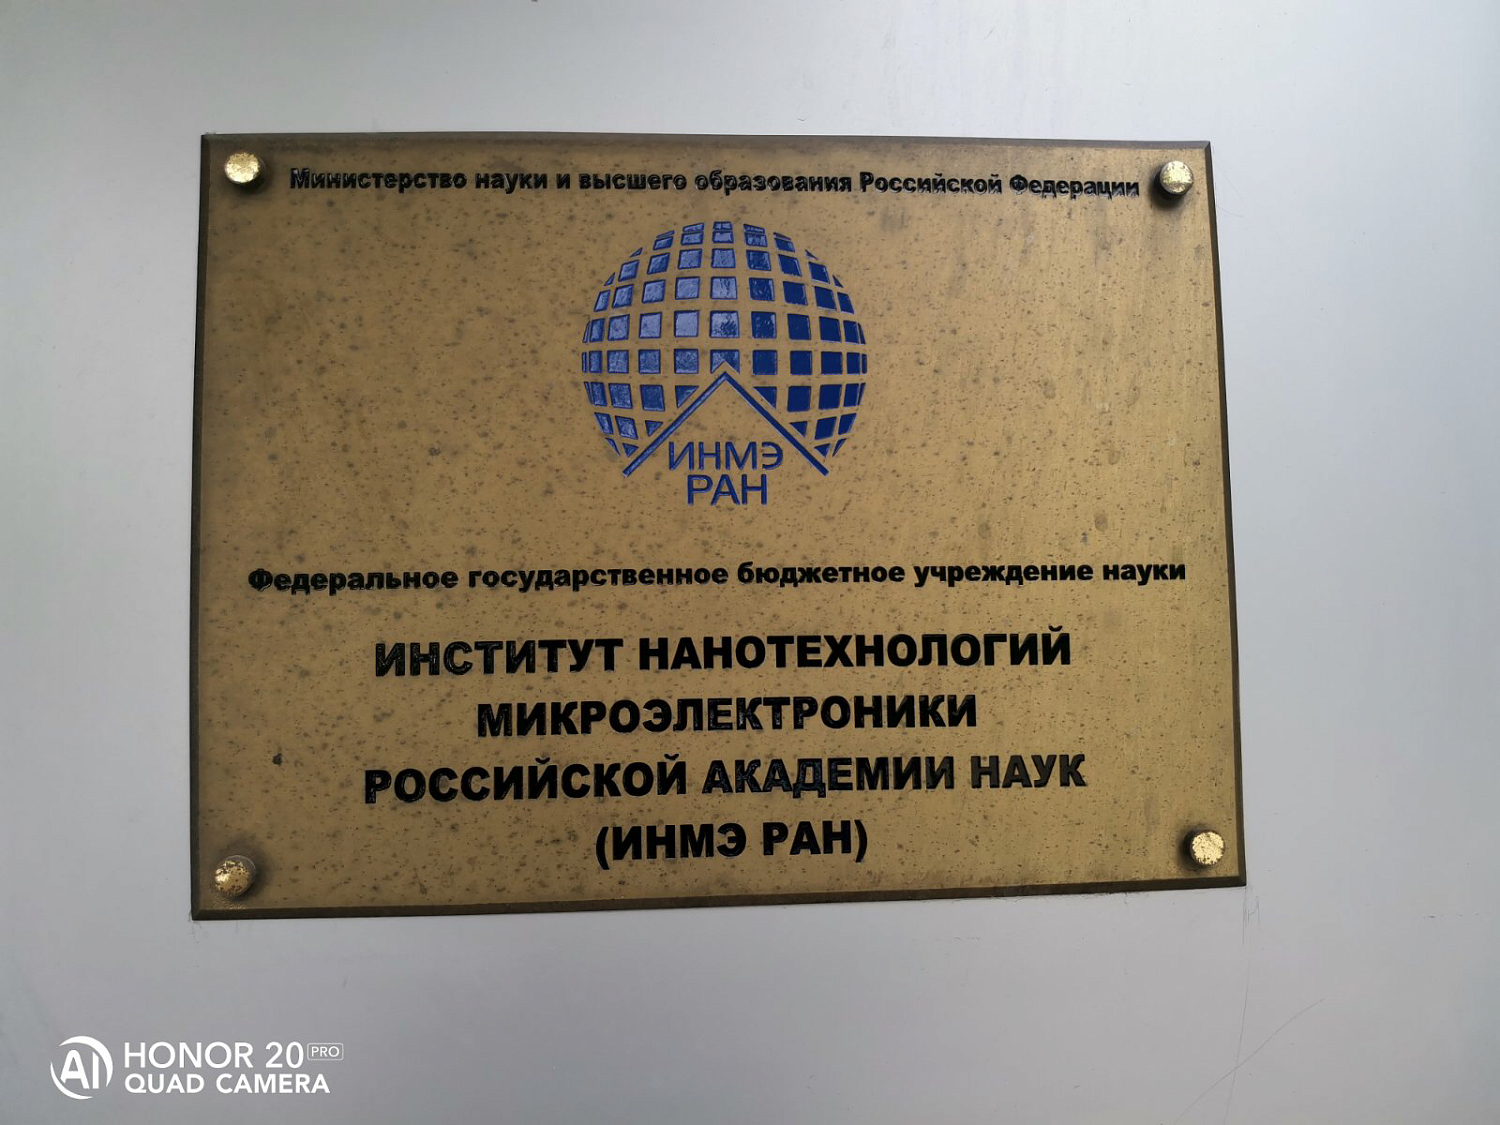 Министерство науки и высшего образования Российской Федерации
ИНМЭ
РАН
Федеральное государственное бюджетное учреждение науки
ИНСТИТУТ НАНОТЕХНОЛОГИЙ
МИКРОЭЛЕКТРОНИКИ
РОССИЙСКОЙ АКАДЕМИИ НАУК
(ИНМЭ РАН)
AI HONOR 20 PRO
QUAD CAMERA